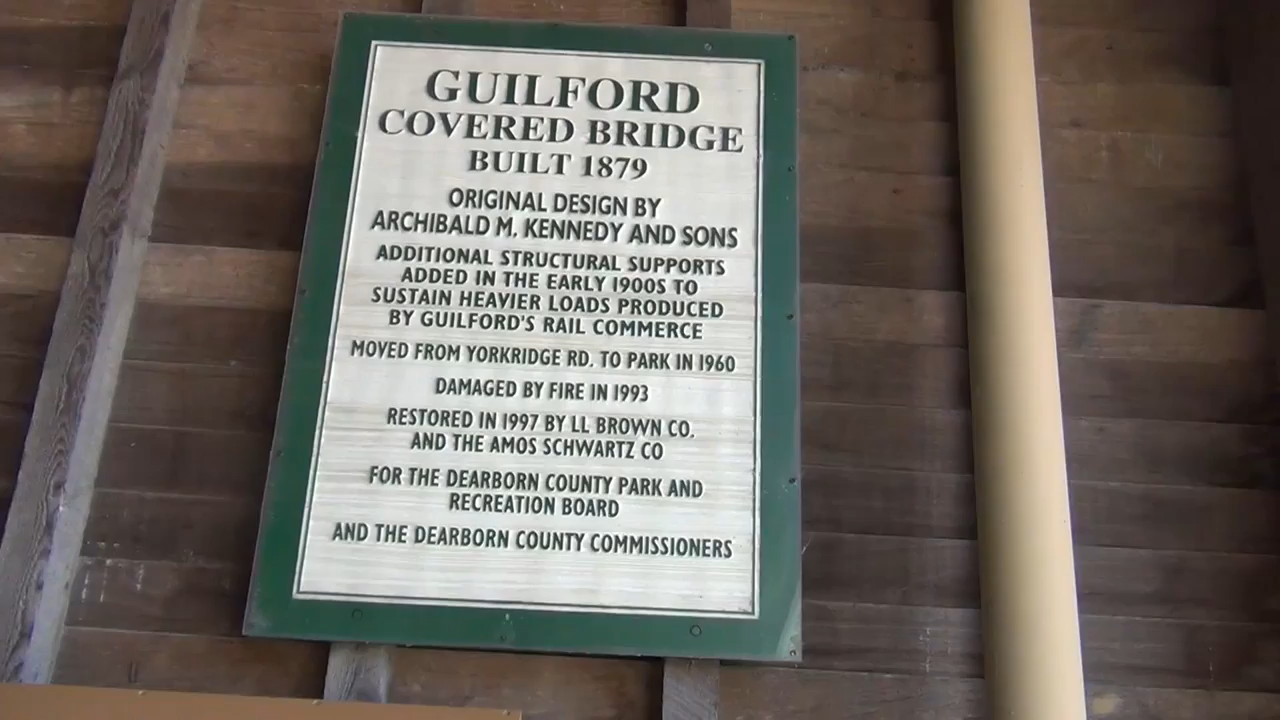 GUILFORD
COVERED BRIDGE
BUILT 1879
ORIGINAL DESIGN BY
ARCHIBALD M. KENNEDY AND SONS
ADDITIONAL STRUCTURAL SUPPORTS
ADDED IN THE EARLY 1900S TO
SUSTAIN HEAVIER LOADS PRODUCED
BY GUILFORD'S RAIL COMMERCE
MOVED FROM YORKRIDGE RD. TO PARK IN 1960
DAMAGED BY FIRE IN 1993
RESTORED IN 1997 BY LL BROWN CO.
AND THE AMOS SCHWARTZ CO
FOR THE DEARBORN COUNTY PARK AND
RECREATION BOARD
AND THE DEARBORN COUNTY COMMISSIONERS